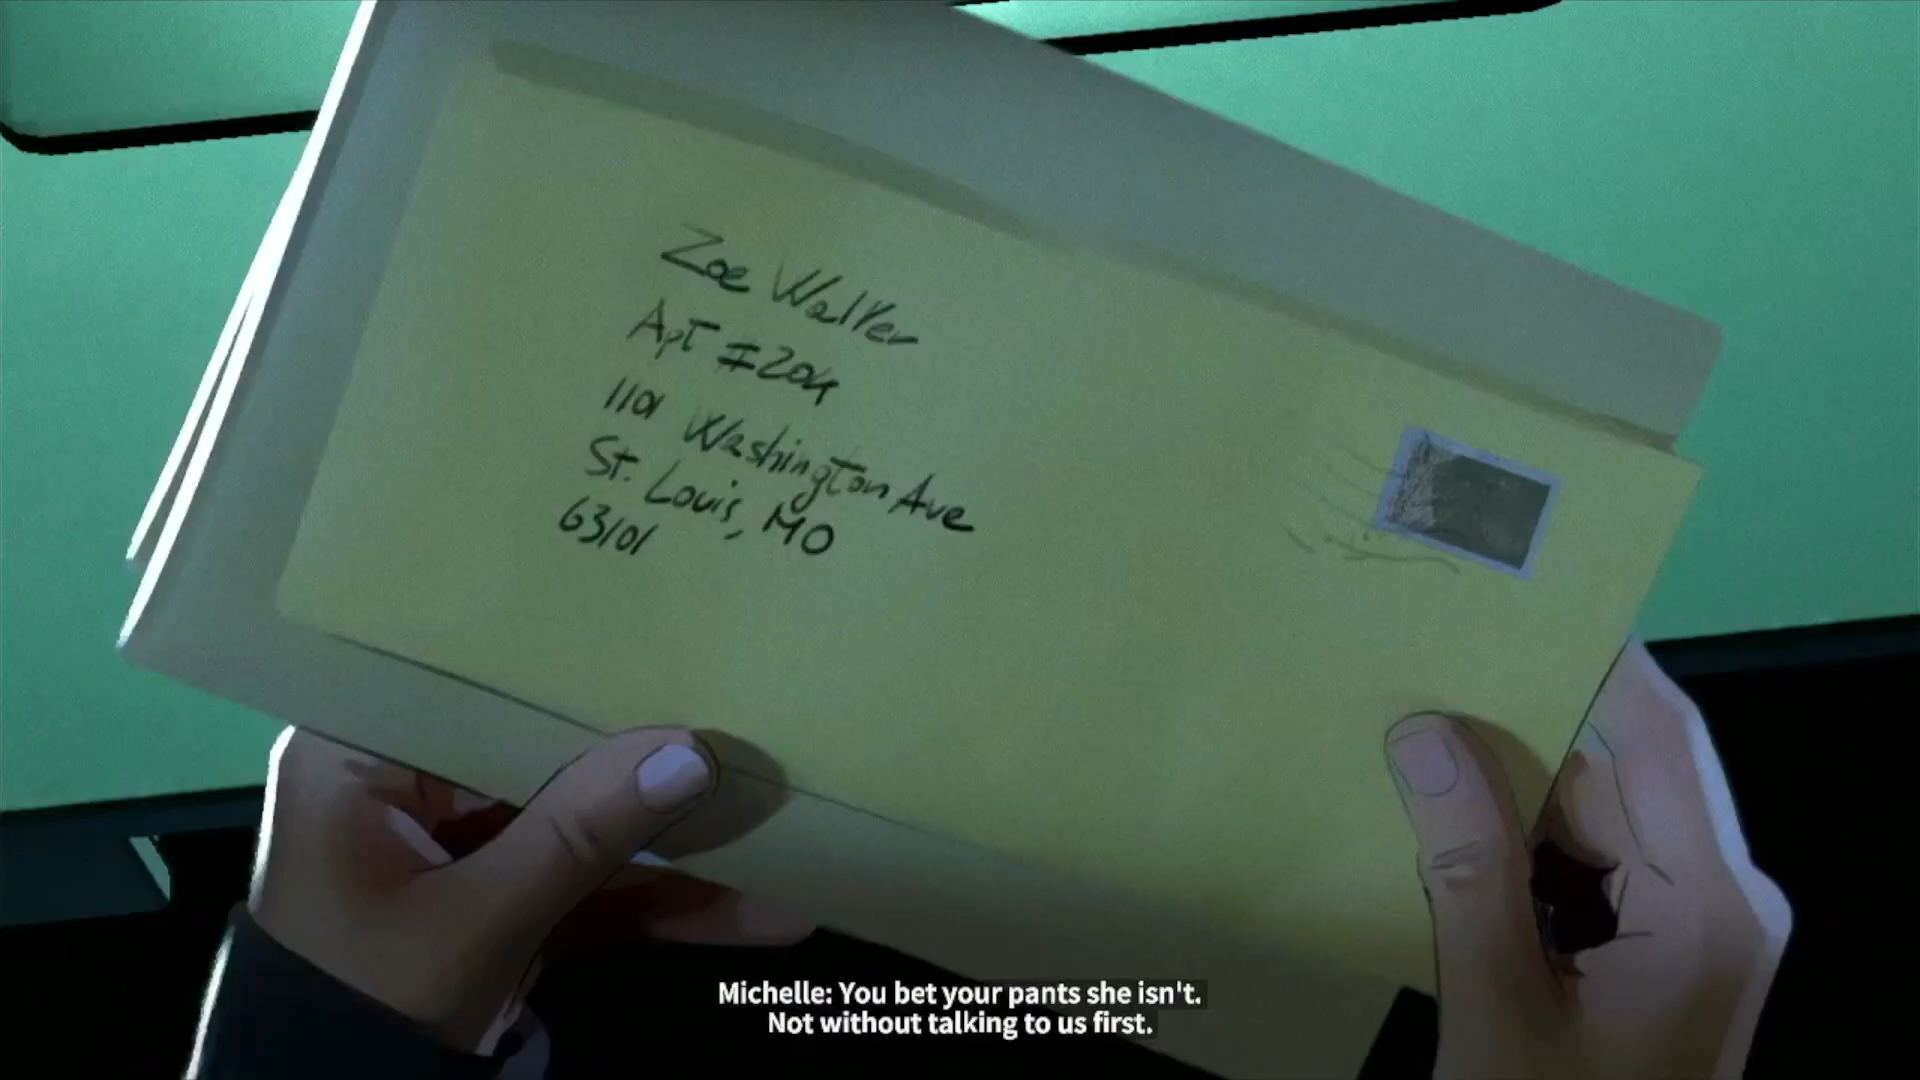 Zoe Walker
Apt #204
1101 Washington Ave
St. Louis, MO
63101
Michelle: You bet your pants she isn't.
Not without talking to us first.